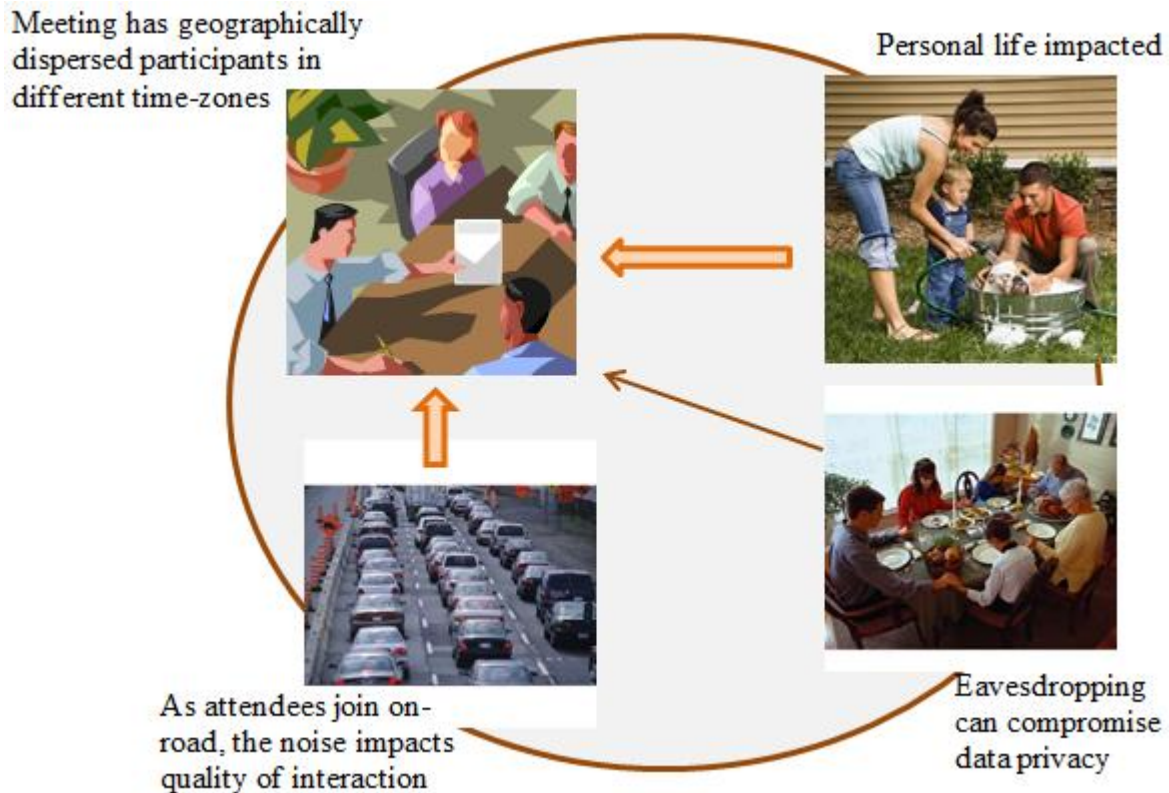 Meeting has geographically
dispersed participants in
different time-zones
Personal life impacted
As attendees join on-
road, the noise impacts
quality of interaction
Eavesdropping
can compromise
data privacy